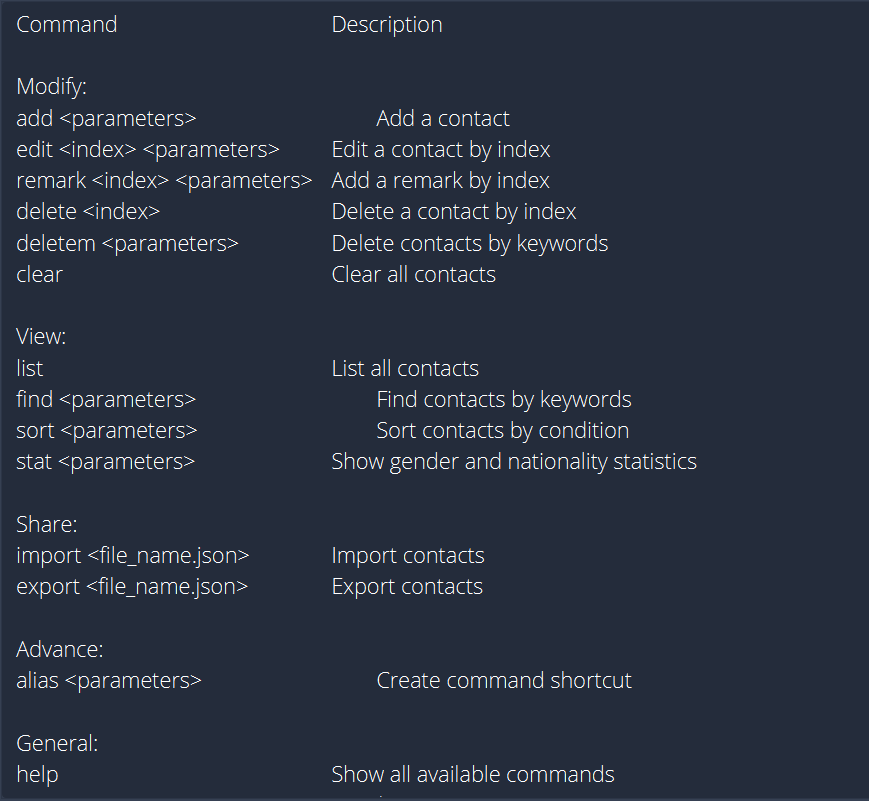 Command Description
Modify:
add <parameters> Add a contact
edit <index> <parameters> Edit a contact by index
remark <index> <parameters> Add a remark by index
delete <index> Delete a contact by index
deletem <parameters> Delete contacts by keywords
clear Clear all contacts
View:
list List all contacts
find <parameters> Find contacts by keywords
sort <parameters> Sort contacts by condition
stat <parameters> Show gender and nationality statistics
Share:
import <file_name.json> Import contacts
export <file_name.json> Export contacts
Advance:
alias <parameters> Create command shortcut
General:
help Show all available commands